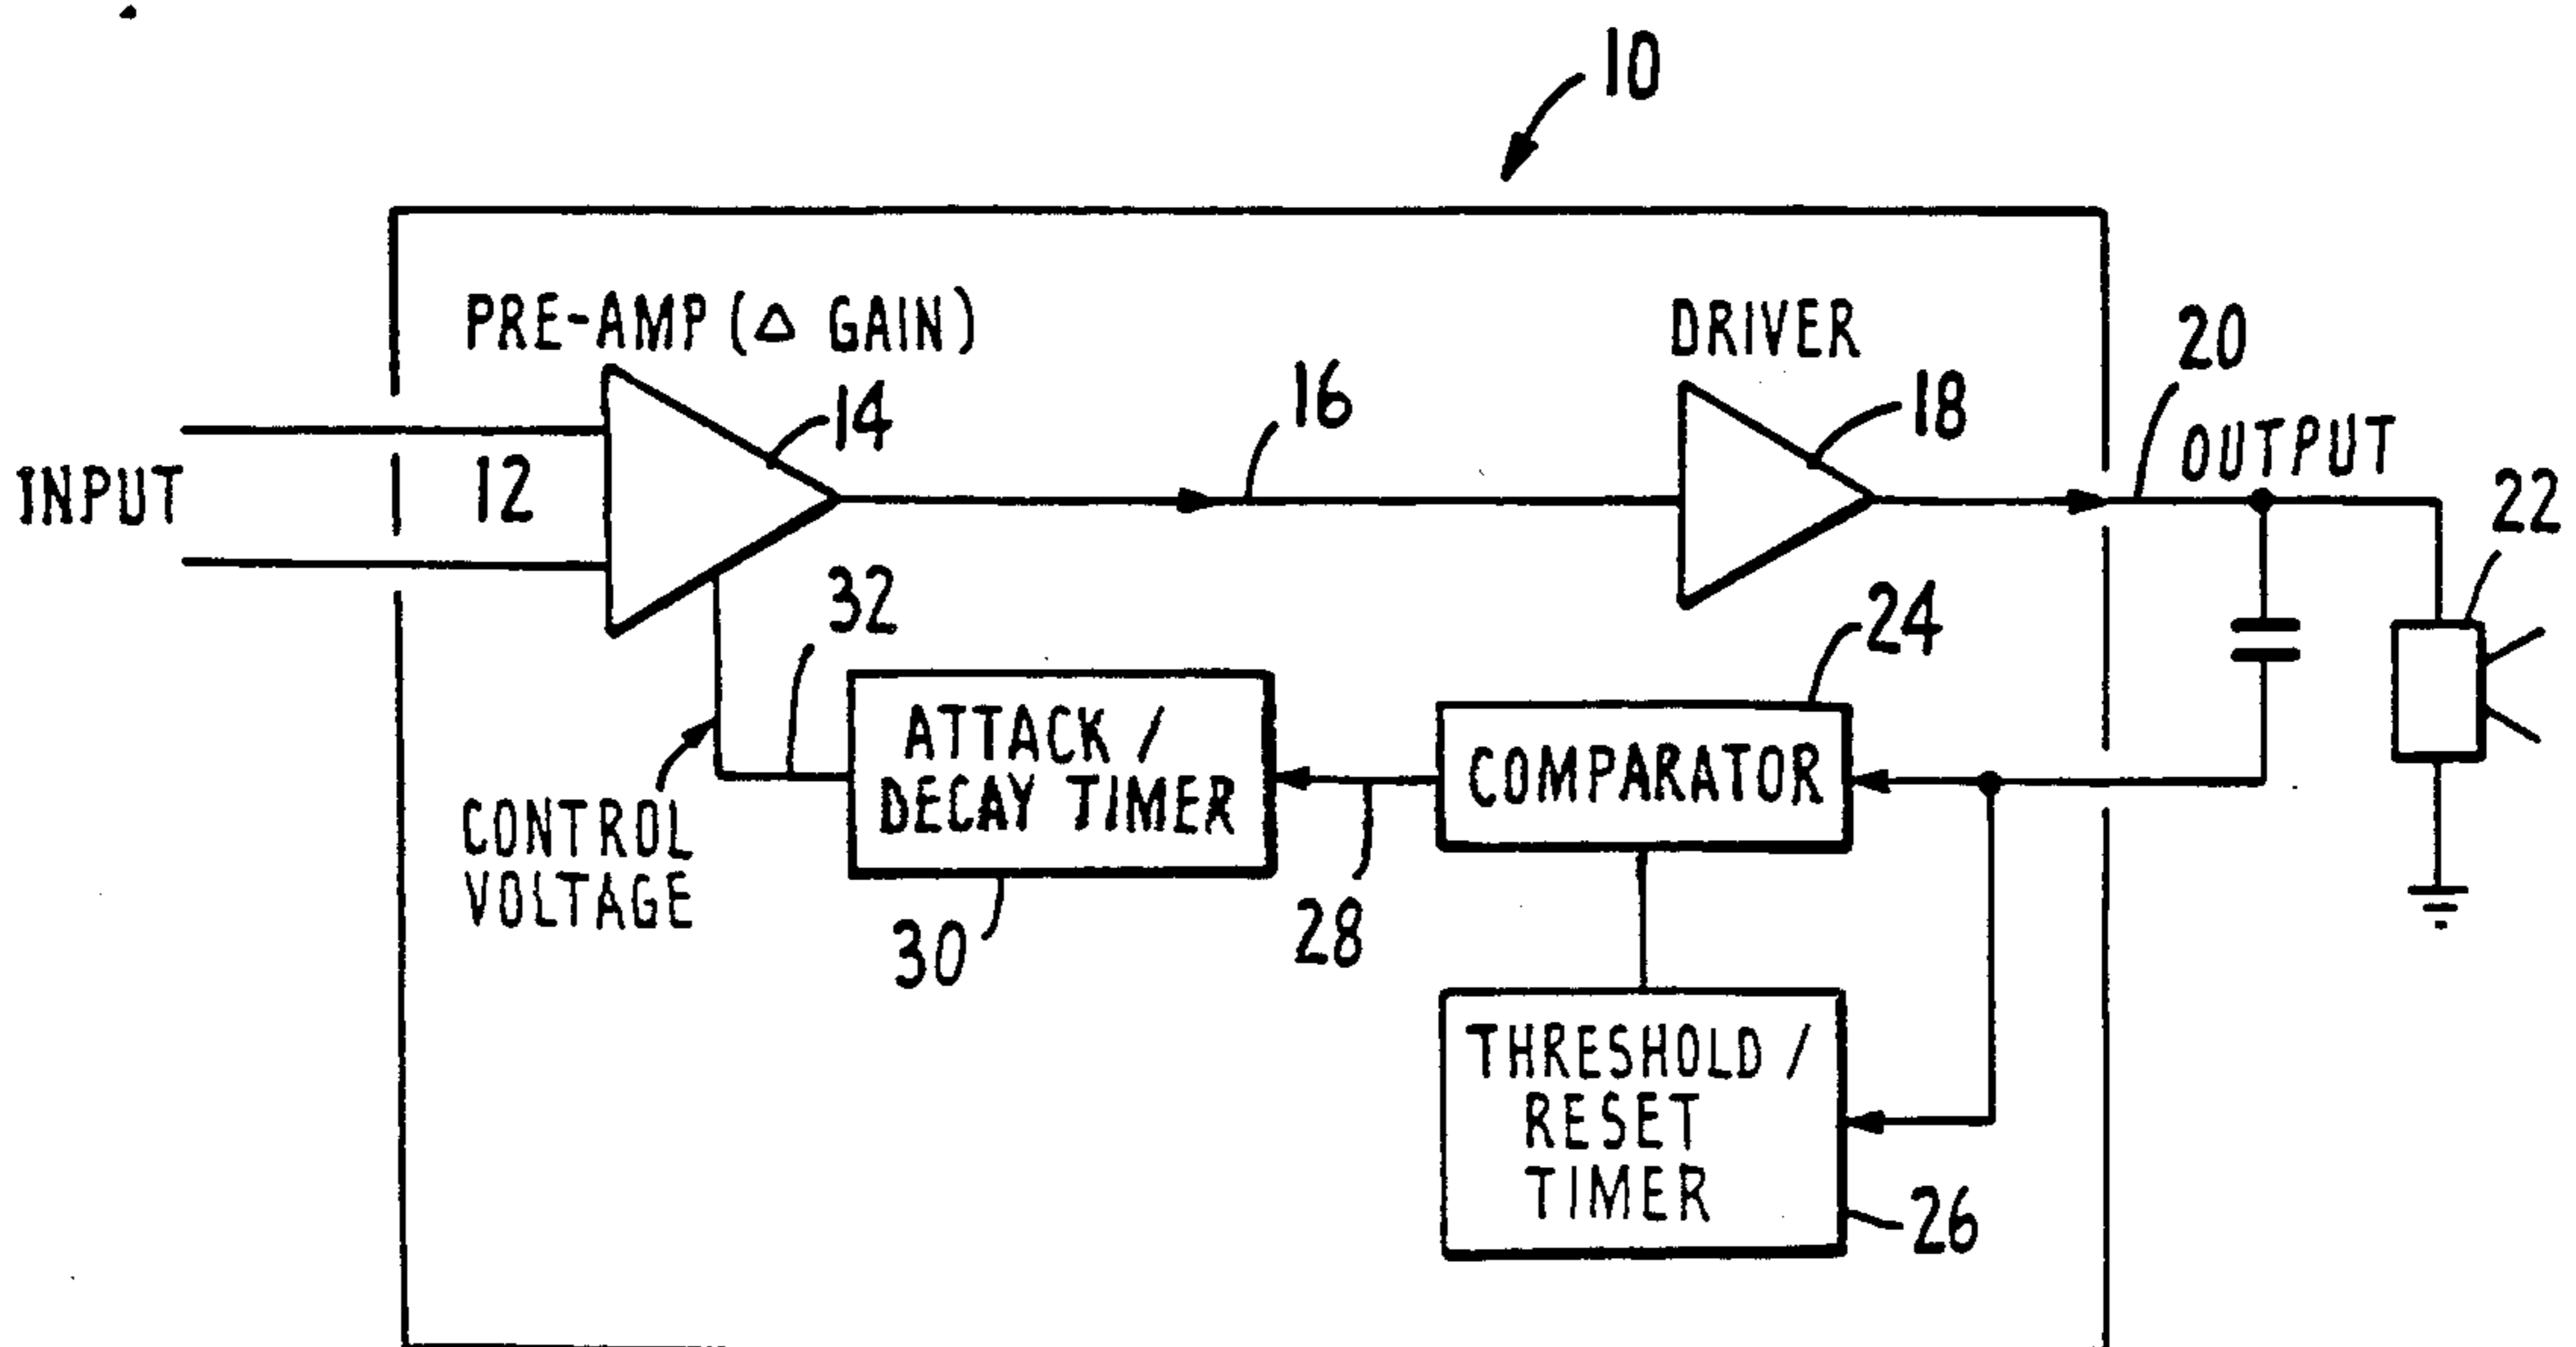 10
PRE-AMP (Δ GAIN)
DRIVER
20
14
16
18
OUTPUT
INPUT
12
22
32
24
ATTACK /
DECAY TIMER
COMPARATOR
CONTROL
VOLTAGE
30
28
THRESHOLD /
RESET
TIMER
26